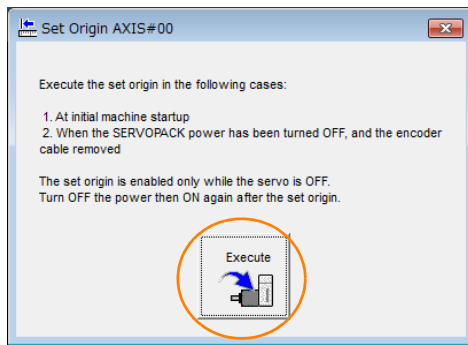 Set Origin AXIS#00
Execute the set origin in the following cases:
1. At initial machine startup
2. When the SERVOPACK power has been turned OFF, and the encoder
cable removed
The set origin is enabled only while the servo is OFF.
Turn OFF the power then ON again after the set origin.
Execute